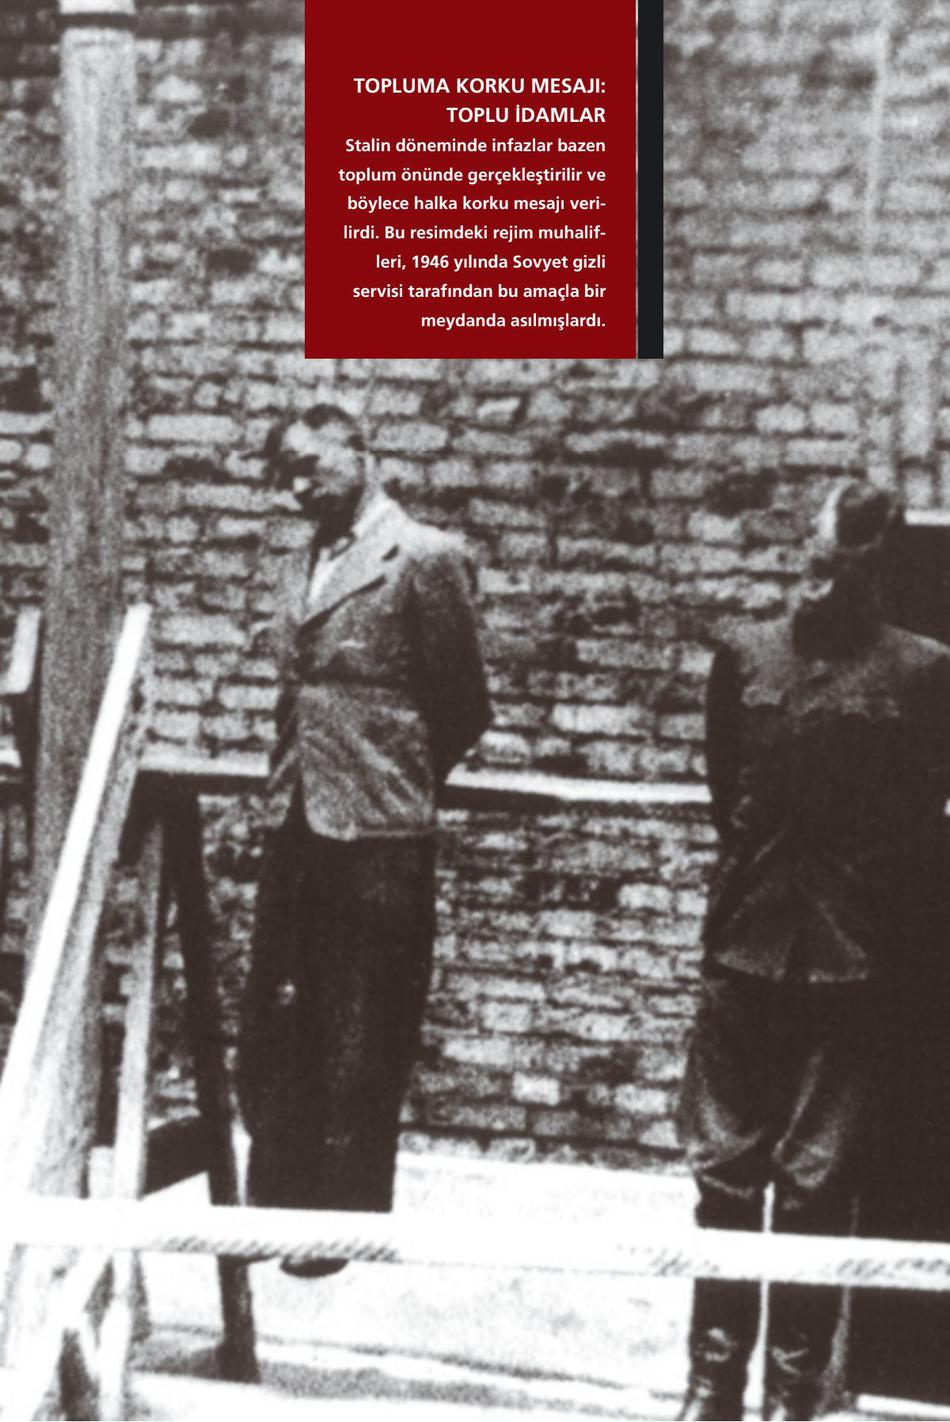 TOPLUMA KORKU MESAJI:
TOPLU İDAMLAR
Stalin döneminde infazlar bazen
toplum önünde gerçekleştirilir ve
böylece halka korku mesajı veri-
lirdi. Bu resimdeki rejim muhalif-
leri, 1946 yılında Sovyet gizli
servisi tarafından bu amaçla bir
meydanda asılmışlardı.